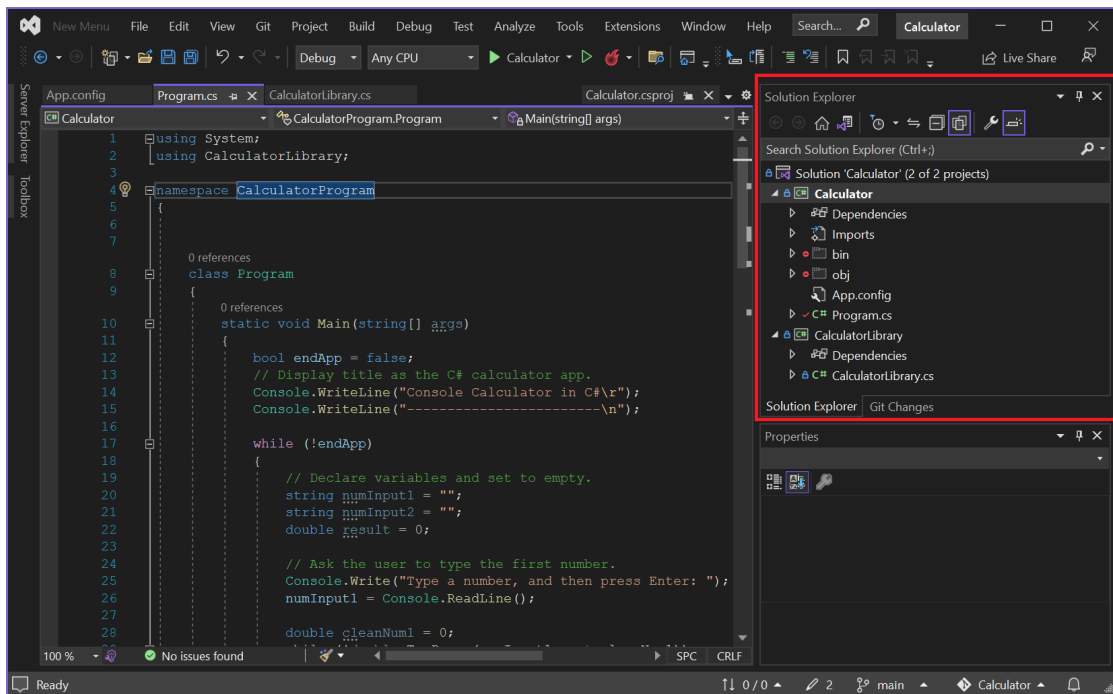 New Menu File Edit View Git Project Build Debug Test Analyze Tools Extensions Window Help Search... Calculator
Debug Any CPU Calculator Live Share
Server Explorer
Toolbox
App.config Program.cs CalculatorLibrary.cs Calculator.csproj
Calculator CalculatorProgram.Program Main(string[] args)
1 using System;
2 using CalculatorLibrary;
3
4 namespace CalculatorProgram
5 {
6
7
0 references
8 class Program
9 {
0 references
10 static void Main(string[] args)
11 {
12 bool endApp = false;
13 // Display title as the C# calculator app.
14 Console.WriteLine("Console Calculator in C#\r");
15 Console.WriteLine("------------------------\n");
16
17 while (!endApp)
18 {
19 // Declare variables and set to empty.
20 string numInput1 = "";
21 string numInput2 = "";
22 double result = 0;
23
24 // Ask the user to type the first number.
25 Console.Write("Type a number, and then press Enter: ");
26 numInput1 = Console.ReadLine();
27
28 double cleanNum1 = 0;
100 % No issues found SPC CRLF
Solution Explorer
Search Solution Explorer (Ctrl+;)
Solution 'Calculator' (2 of 2 projects)
C# Calculator
Dependencies
Imports
bin
obj
App.config
C# Program.cs
C# CalculatorLibrary
Dependencies
C# CalculatorLibrary.cs
Solution Explorer Git Changes
Properties
Ready 0 / 0 2 main Calculator